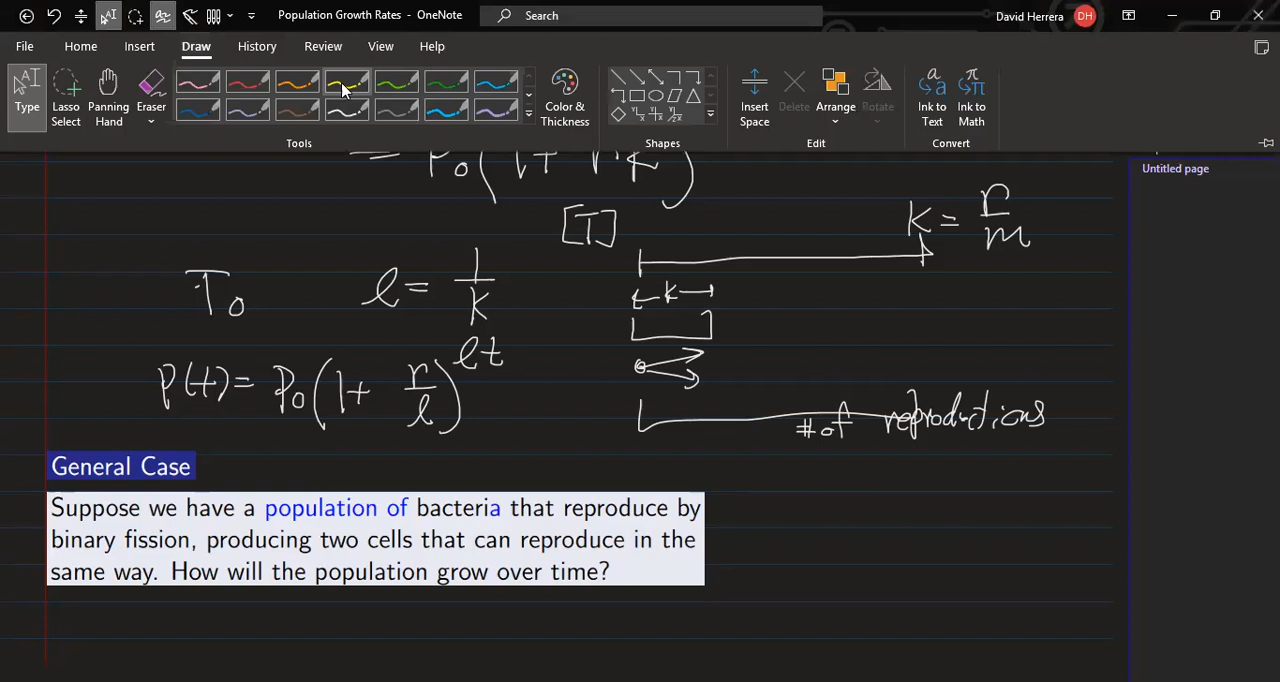 Population Growth Rates - OneNote
Search
David Herrera DH
File Home Insert Draw History Review View Help
Type
Lasso Select
Panning Hand
Eraser
Color & Thickness
Insert Space
Delete
Arrange
Rotate
Ink to Text
Ink to Math
Tools
Shapes
Edit
Convert
Untitled page
= P₀(1 +
[T]
k = r/m
T₀
l = 1/k
k
P(t) = P₀(1 + r/l)^lt
# of reproductions
General Case
Suppose we have a population of bacteria that reproduce by
binary fission, producing two cells that can reproduce in the
same way. How will the population grow over time?